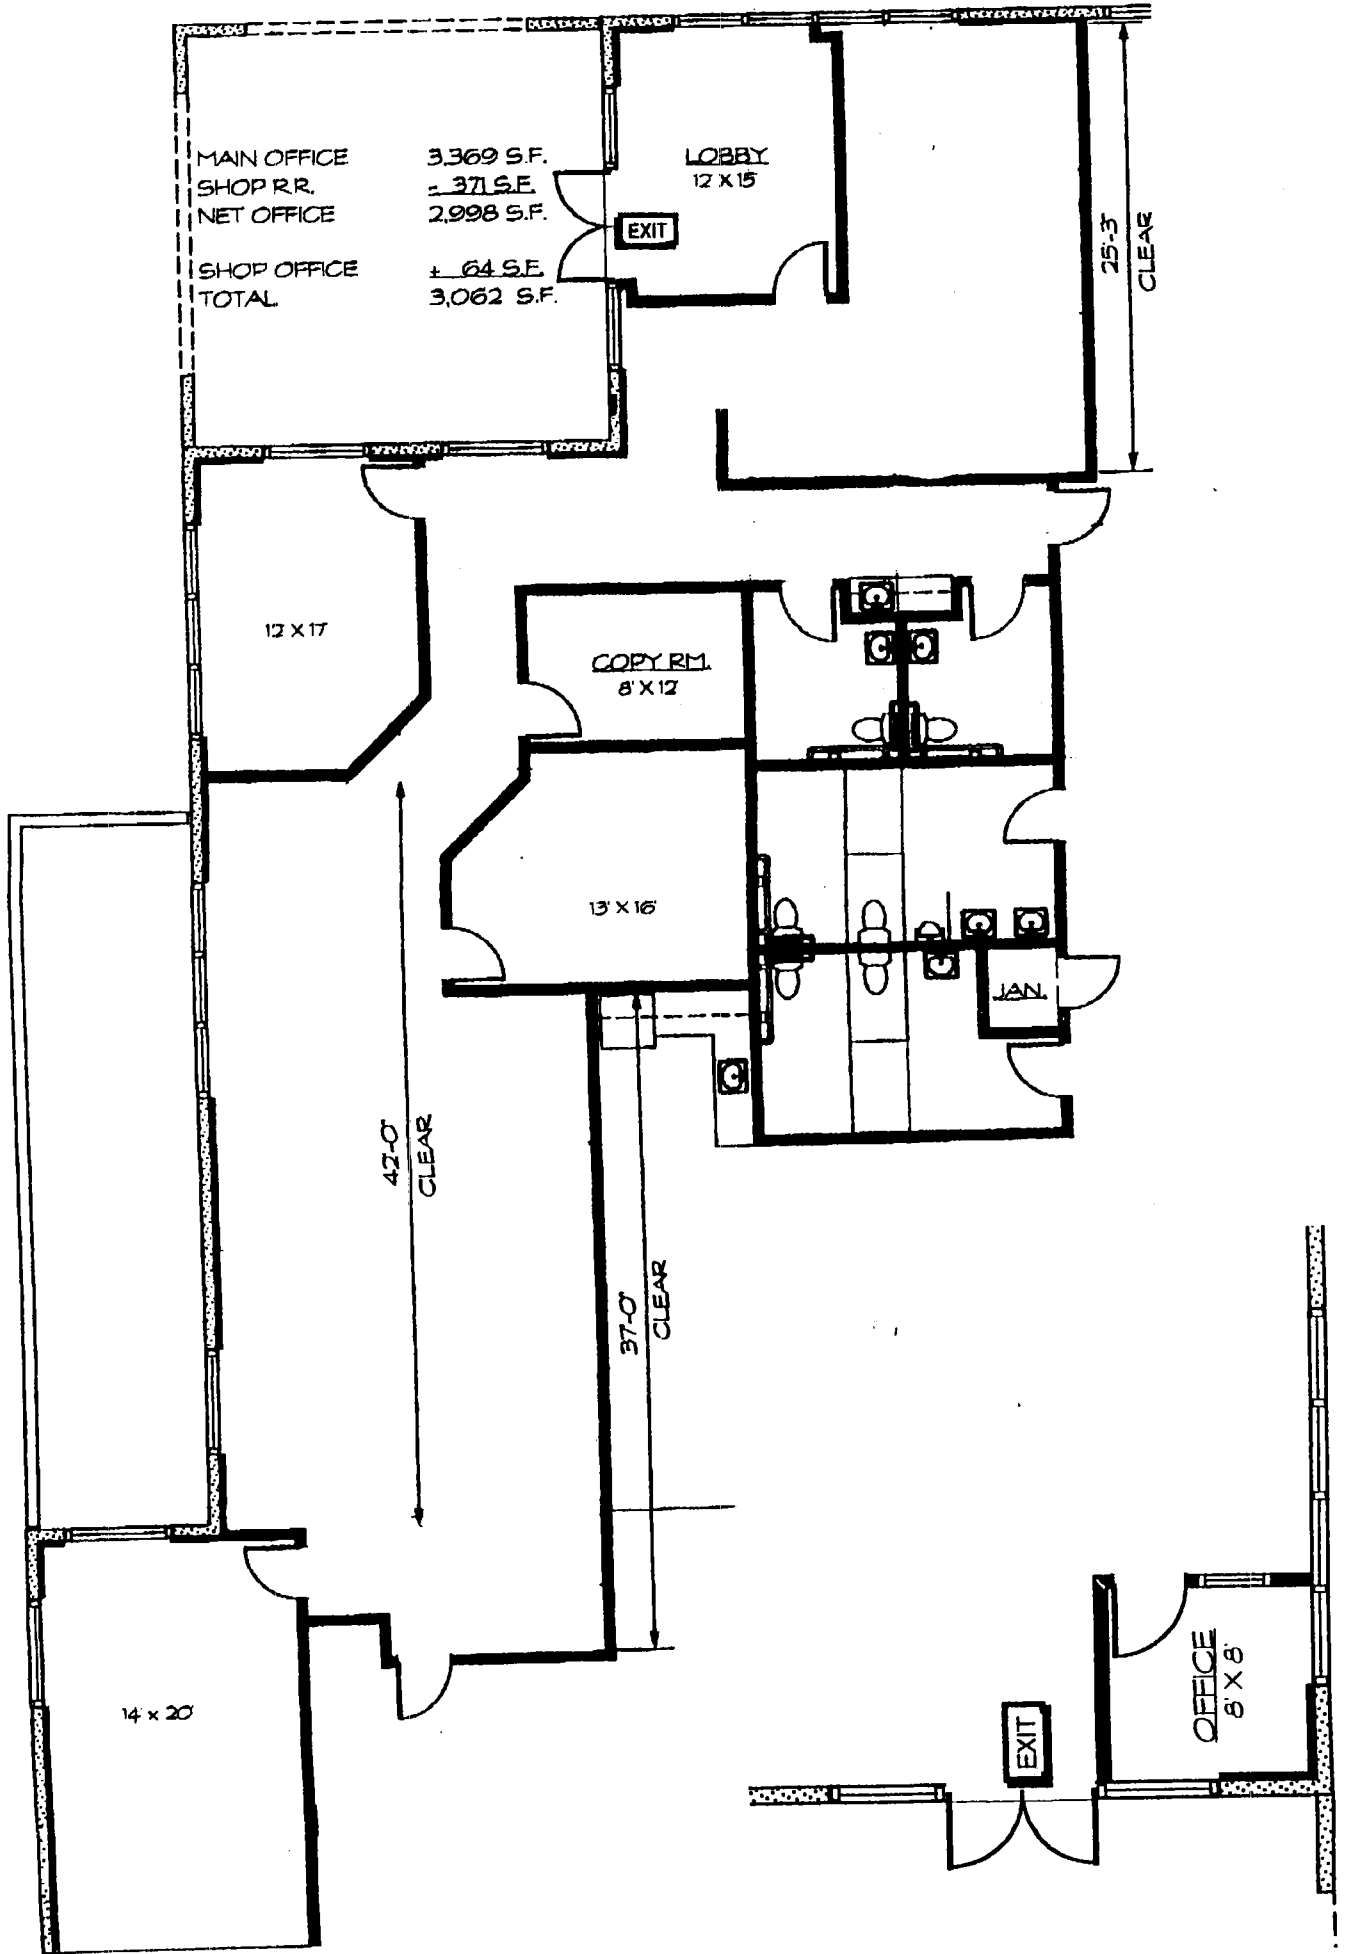 MAIN OFFICE 3,369 S.F.
SHOP R.R. - 371 S.F.
NET OFFICE 2,998 S.F.
SHOP OFFICE + 64 S.F.
TOTAL 3,062 S.F.
LOBBY
12' X 15'
EXIT
25'-3"
CLEAR
12' X 17'
COPY RM.
8' X 12'
13' X 16'
JAN.
42'-0"
CLEAR
37'-0"
CLEAR
14' x 20'
OFFICE
8' X 8'
EXIT